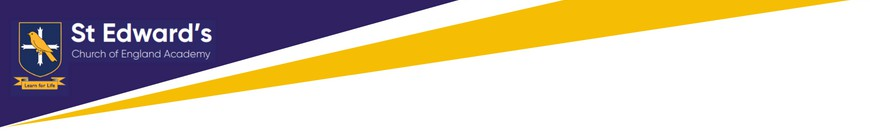 St Edward's
Church of England Academy
Learn for Life